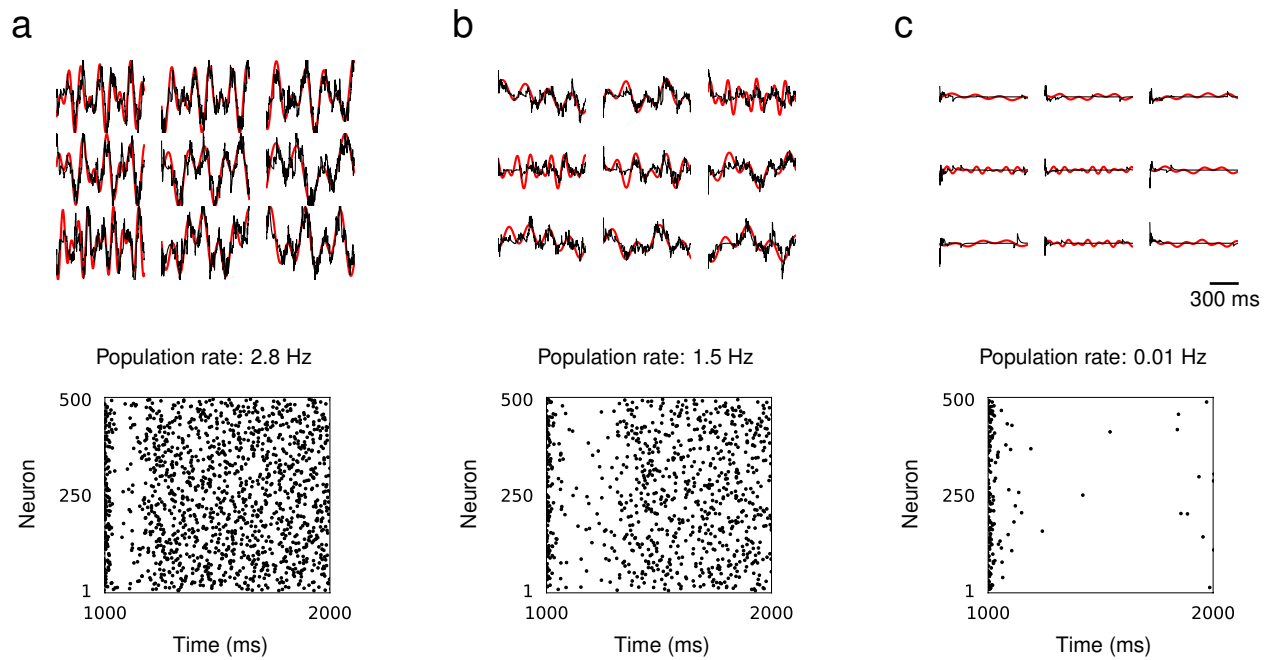 a
b
c
300 ms
Population rate: 2.8 Hz
Population rate: 1.5 Hz
Population rate: 0.01 Hz
500
250
1
Neuron
1000
2000
Time (ms)
500
250
1
Neuron
1000
2000
Time (ms)
500
250
1
Neuron
1000
2000
Time (ms)